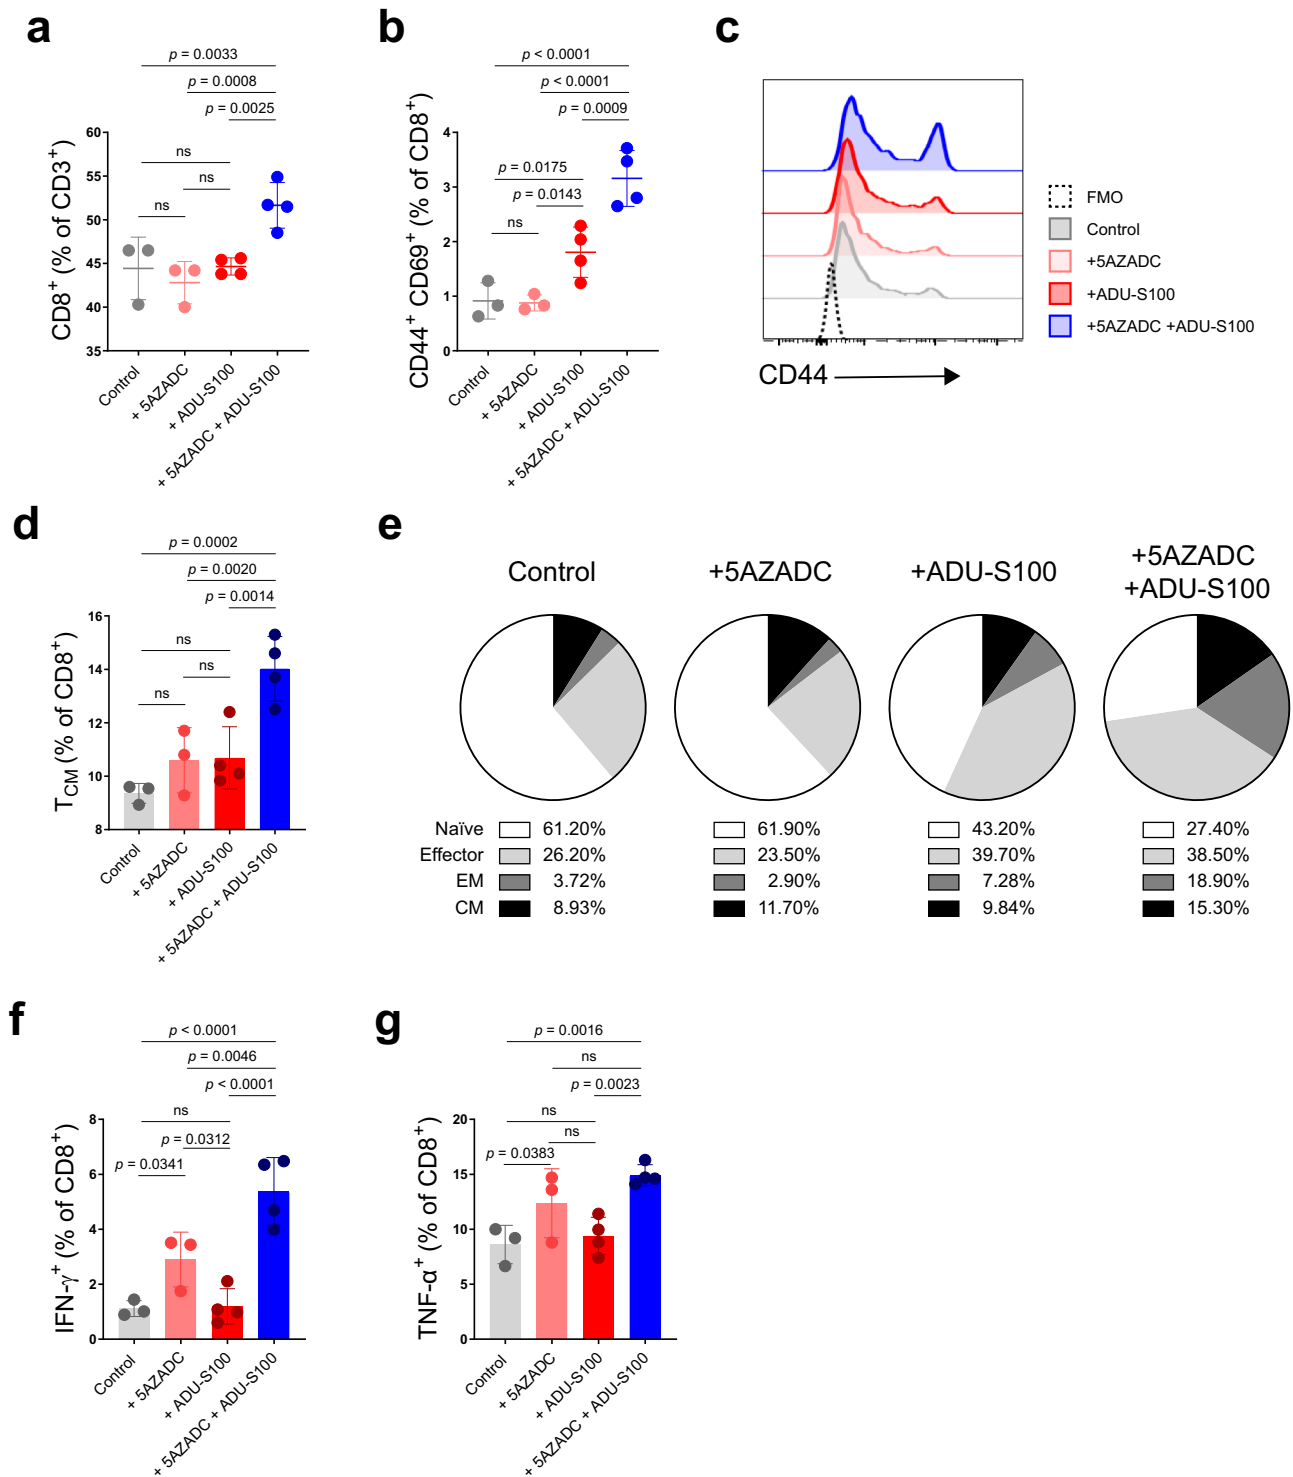 a
p = 0.0033
p = 0.0008
p = 0.0025
ns
ns
ns
CD8+ (% of CD3+)
60
55
50
45
40
35
Control
+ 5AZADC
+ ADU-S100
+ 5AZADC + ADU-S100
b
p < 0.0001
p < 0.0001
p = 0.0009
p = 0.0175
p = 0.0143
ns
CD44+ CD69+ (% of CD8+)
4
3
2
1
0
Control
+ 5AZADC
+ ADU-S100
+ 5AZADC + ADU-S100
c
CD44
FMO
Control
+5AZADC
+ADU-S100
+5AZADC +ADU-S100
d
p = 0.0002
p = 0.0020
p = 0.0014
ns
ns
ns
TCM (% of CD8+)
16
14
12
10
8
Control
+ 5AZADC
+ ADU-S100
+ 5AZADC + ADU-S100
e
Control
+5AZADC
+ADU-S100
+5AZADC
+ADU-S100
Naïve 61.20% 61.90% 43.20% 27.40%
Effector 26.20% 23.50% 39.70% 38.50%
EM 3.72% 2.90% 7.28% 18.90%
CM 8.93% 11.70% 9.84% 15.30%
f
p < 0.0001
p = 0.0046
p < 0.0001
ns
p = 0.0312
p = 0.0341
IFN-γ+ (% of CD8+)
8
6
4
2
0
Control
+ 5AZADC
+ ADU-S100
+ 5AZADC + ADU-S100
g
p = 0.0016
ns
p = 0.0023
ns
ns
p = 0.0383
TNF-α+ (% of CD8+)
20
15
10
5
0
Control
+ 5AZADC
+ ADU-S100
+ 5AZADC + ADU-S100